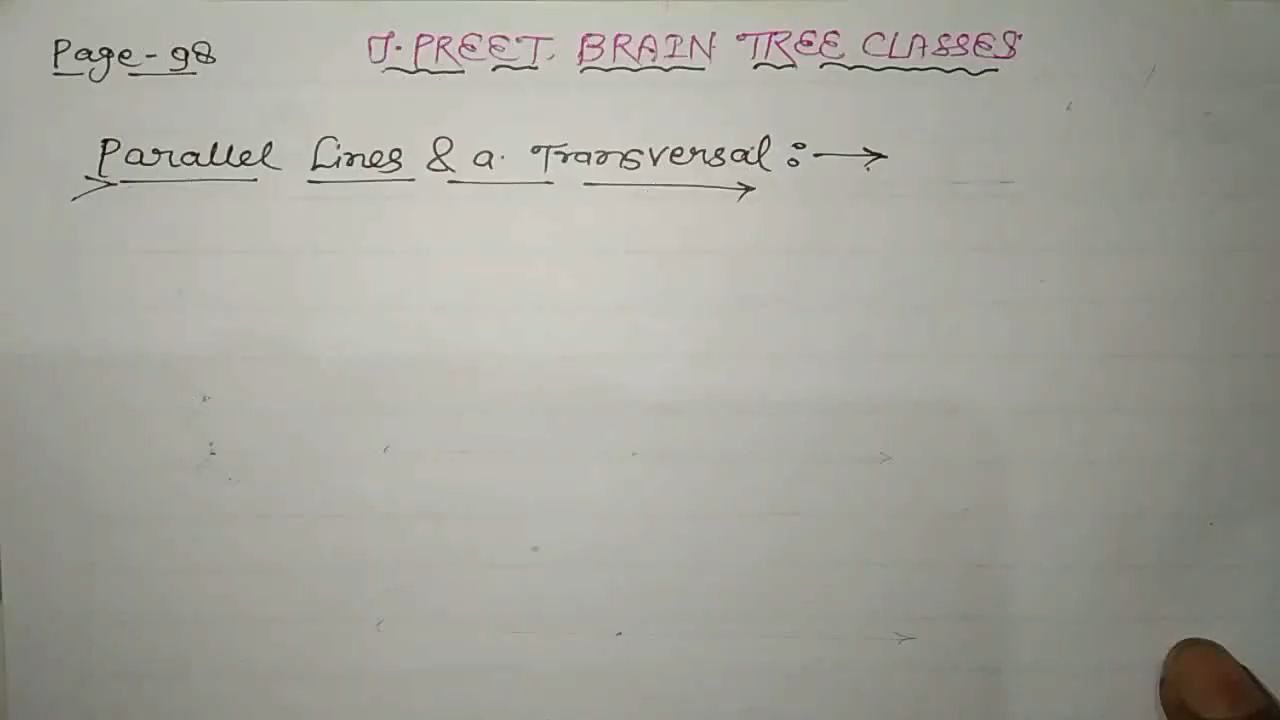 Page-98
J. PREET. BRAIN TREE CLASSES
Parallel Lines & a. Transversal :→